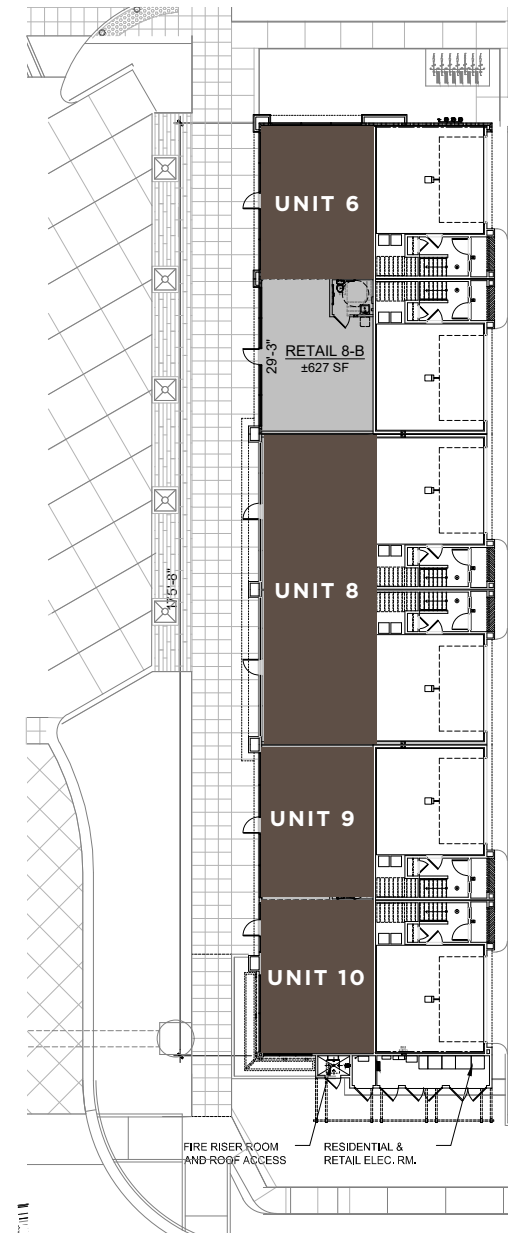 UNIT 6
29'-3"
RETAIL 8-B
±627 SF
UNIT 8
175'-8"
UNIT 9
UNIT 10
FIRE RISER ROOM
AND ROOF ACCESS
RESIDENTIAL &
RETAIL ELEC. RM.